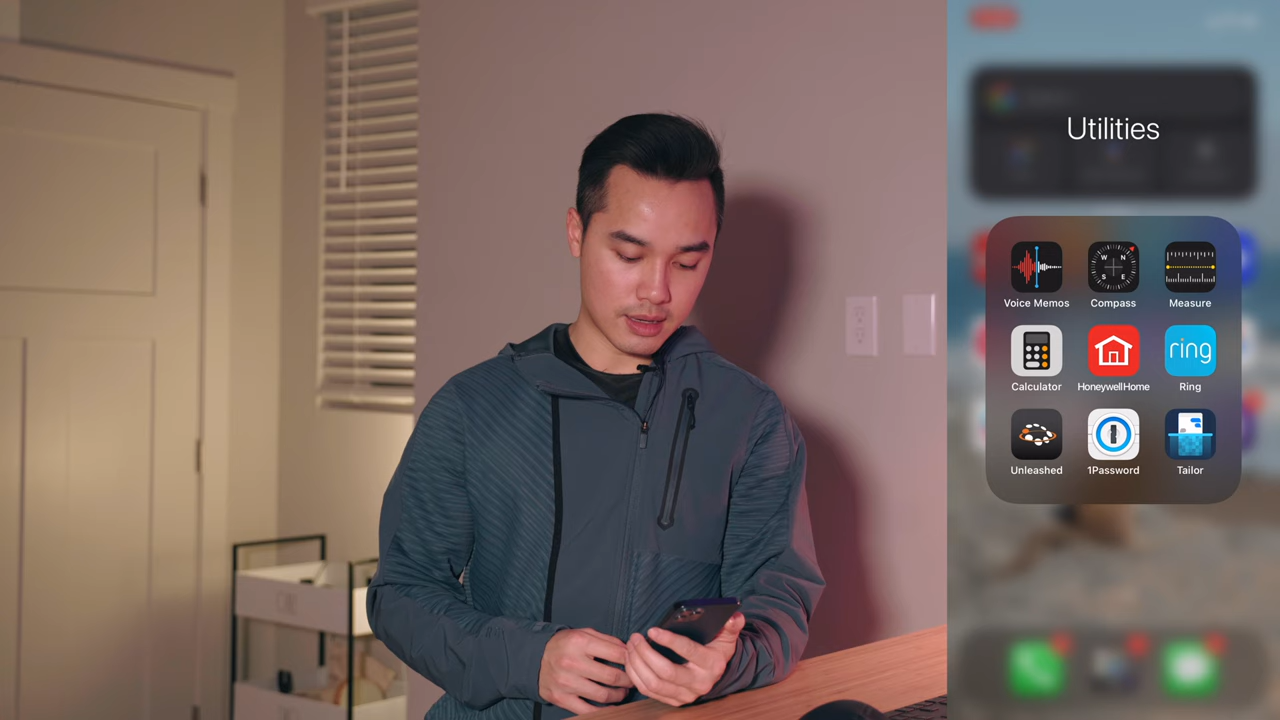 Utilities
W N
S E
Voice Memos Compass Measure
ring
Calculator HoneywellHome Ring
Unleashed 1Password Tailor